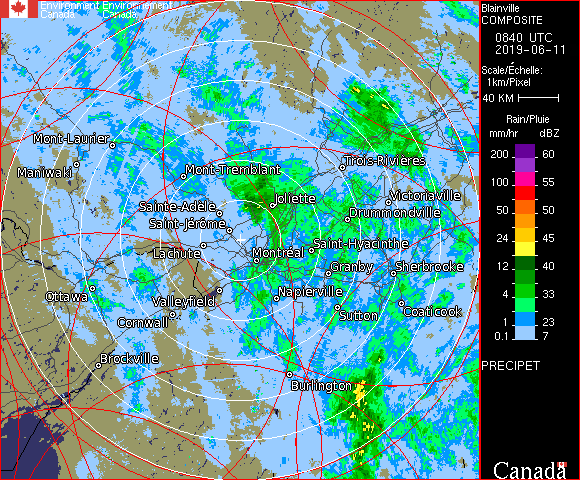 Environment Environnement
Canada Canada
Blainville
COMPOSITE
0840 UTC
2019-06-11
Scale/Échelle:
1km/Pixel
40 KM
Rain/Pluie
mm/hr dBZ
200 60
100 55
50 50
24 45
12 40
8 35
4 33
1 23
0.1 7
PRECIPET
Canada
Mont-Laurier
Maniwaki
Mont-Tremblant
Trois-Rivières
Joliette
Victoriaville
Sainte-Adèle
Drummondville
Saint-Jérôme
Saint-Hyacinthe
Lachute
Montréal
Granby
Sherbrooke
Ottawa
Valleyfield
Napierville
Cornwall
Sutton
Coaticook
Brockville
Burlington